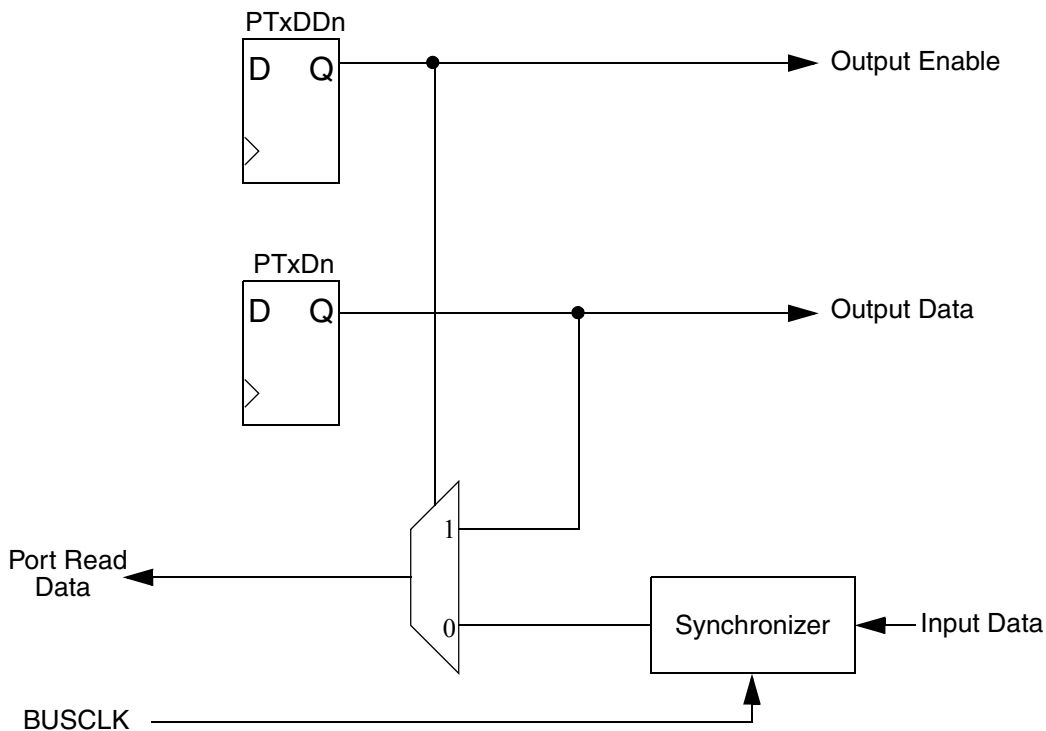 PTxDDn
D Q
Output Enable
PTxDn
D Q
Output Data
1
Port Read
Data
0
Synchronizer
Input Data
BUSCLK